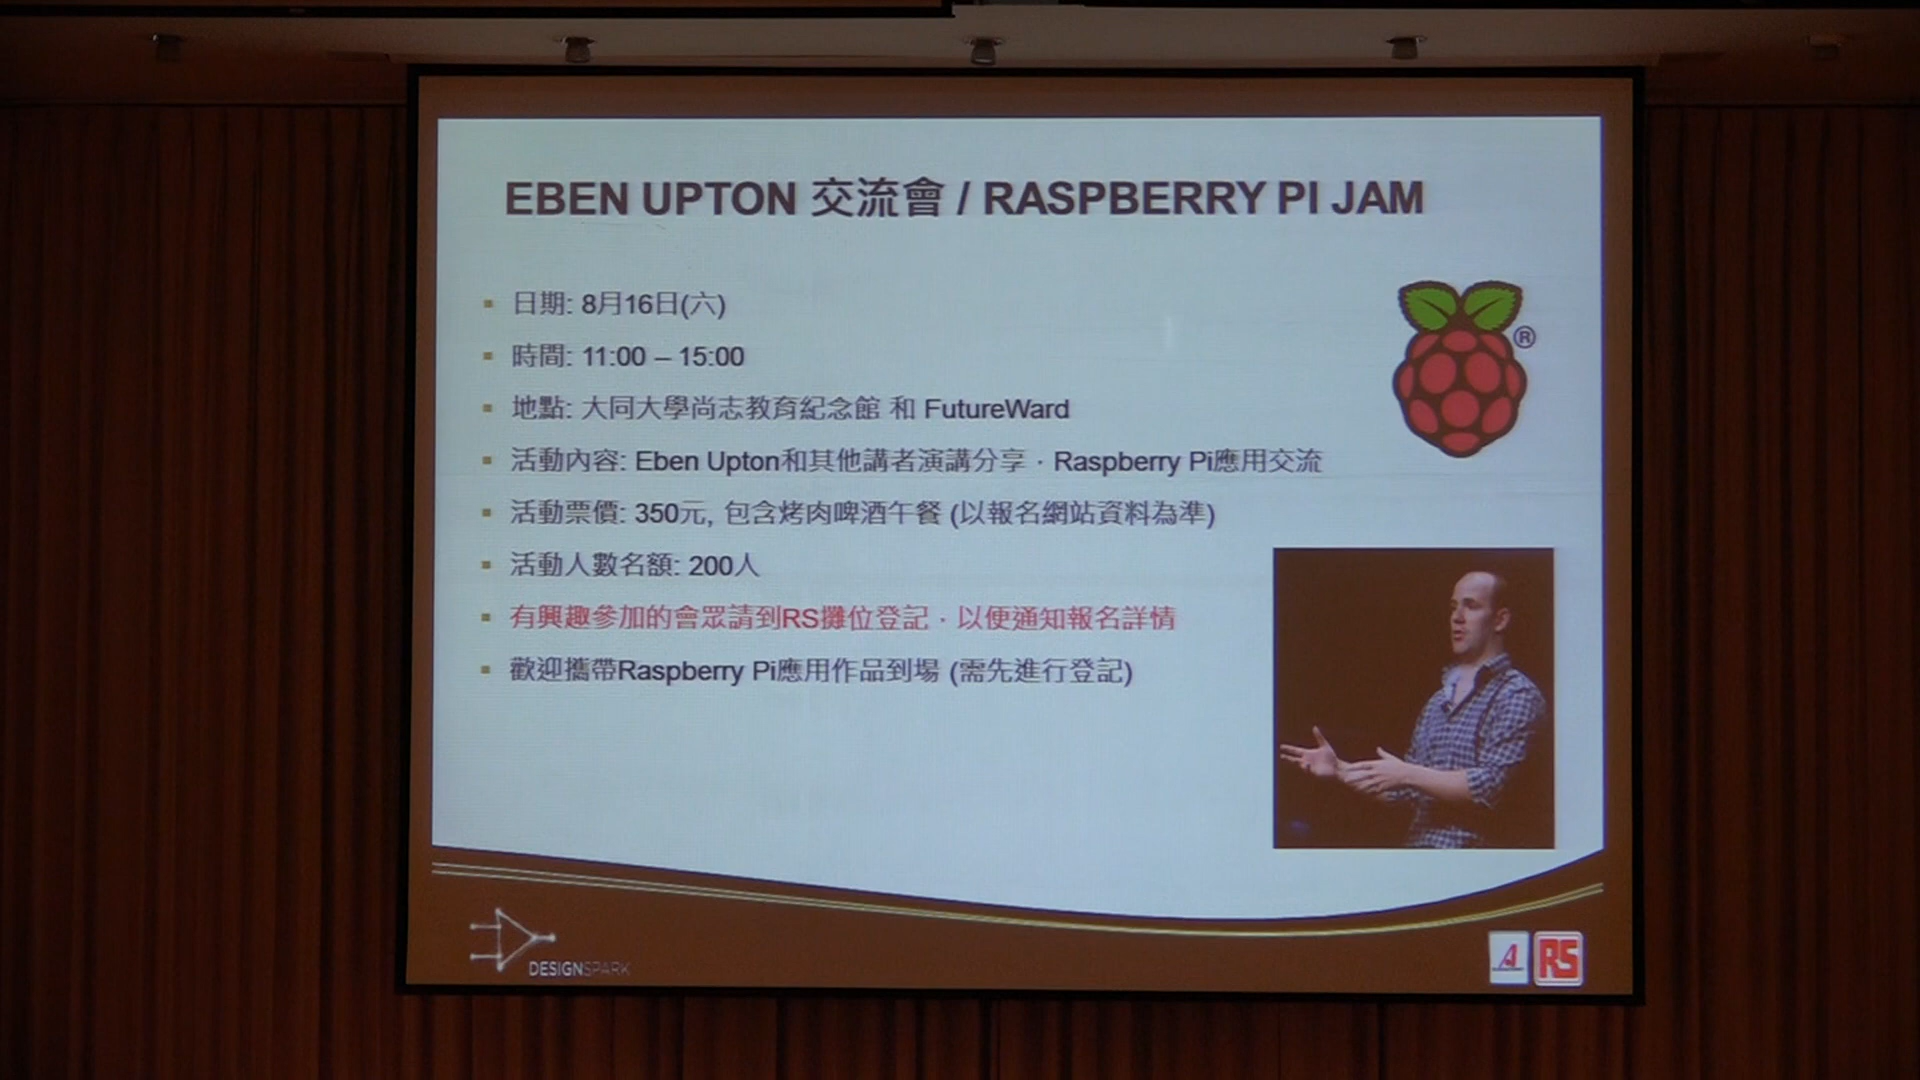 EBEN UPTON 交流會 / RASPBERRY PI JAM
日期: 8月16日(六)
時間: 11:00 – 15:00
地點: 大同大學尚志教育紀念館 和 FutureWard
活動內容: Eben Upton和其他講者演講分享，Raspberry Pi應用交流
活動票價: 350元, 包含烤肉啤酒午餐 (以報名網站資料為準)
活動人數名額: 200人
有興趣參加的會眾請到RS攤位登記，以便通知報名詳情
歡迎攜帶Raspberry Pi應用作品到場 (需先進行登記)
®
DESIGNSPARK
A RS